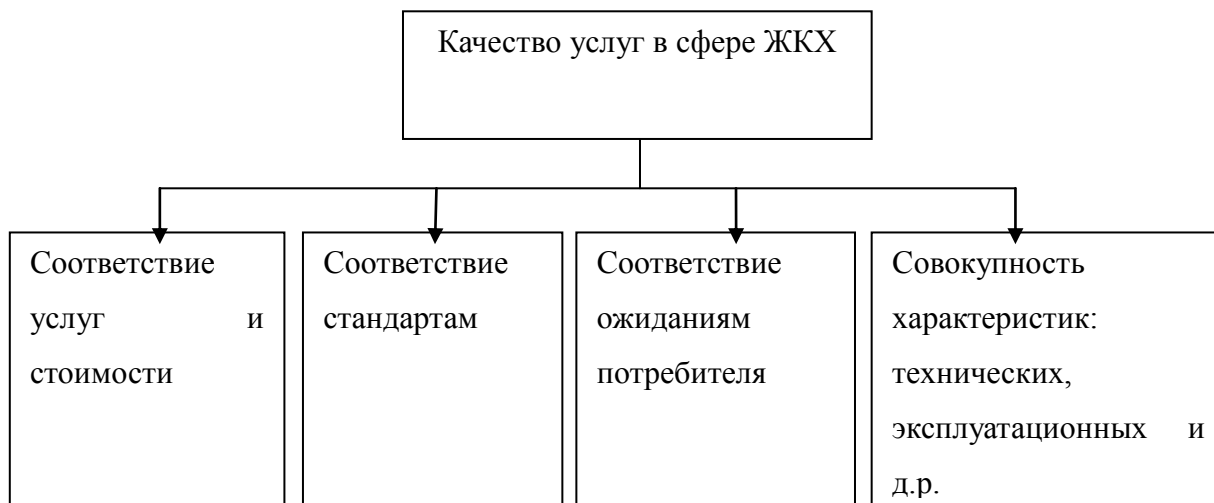 Качество услуг в сфере ЖКХ
Соответствие
услуг и
стоимости
Соответствие
стандартам
Соответствие
ожиданиям
потребителя
Совокупность
характеристик:
технических,
эксплуатационных и
д.р.